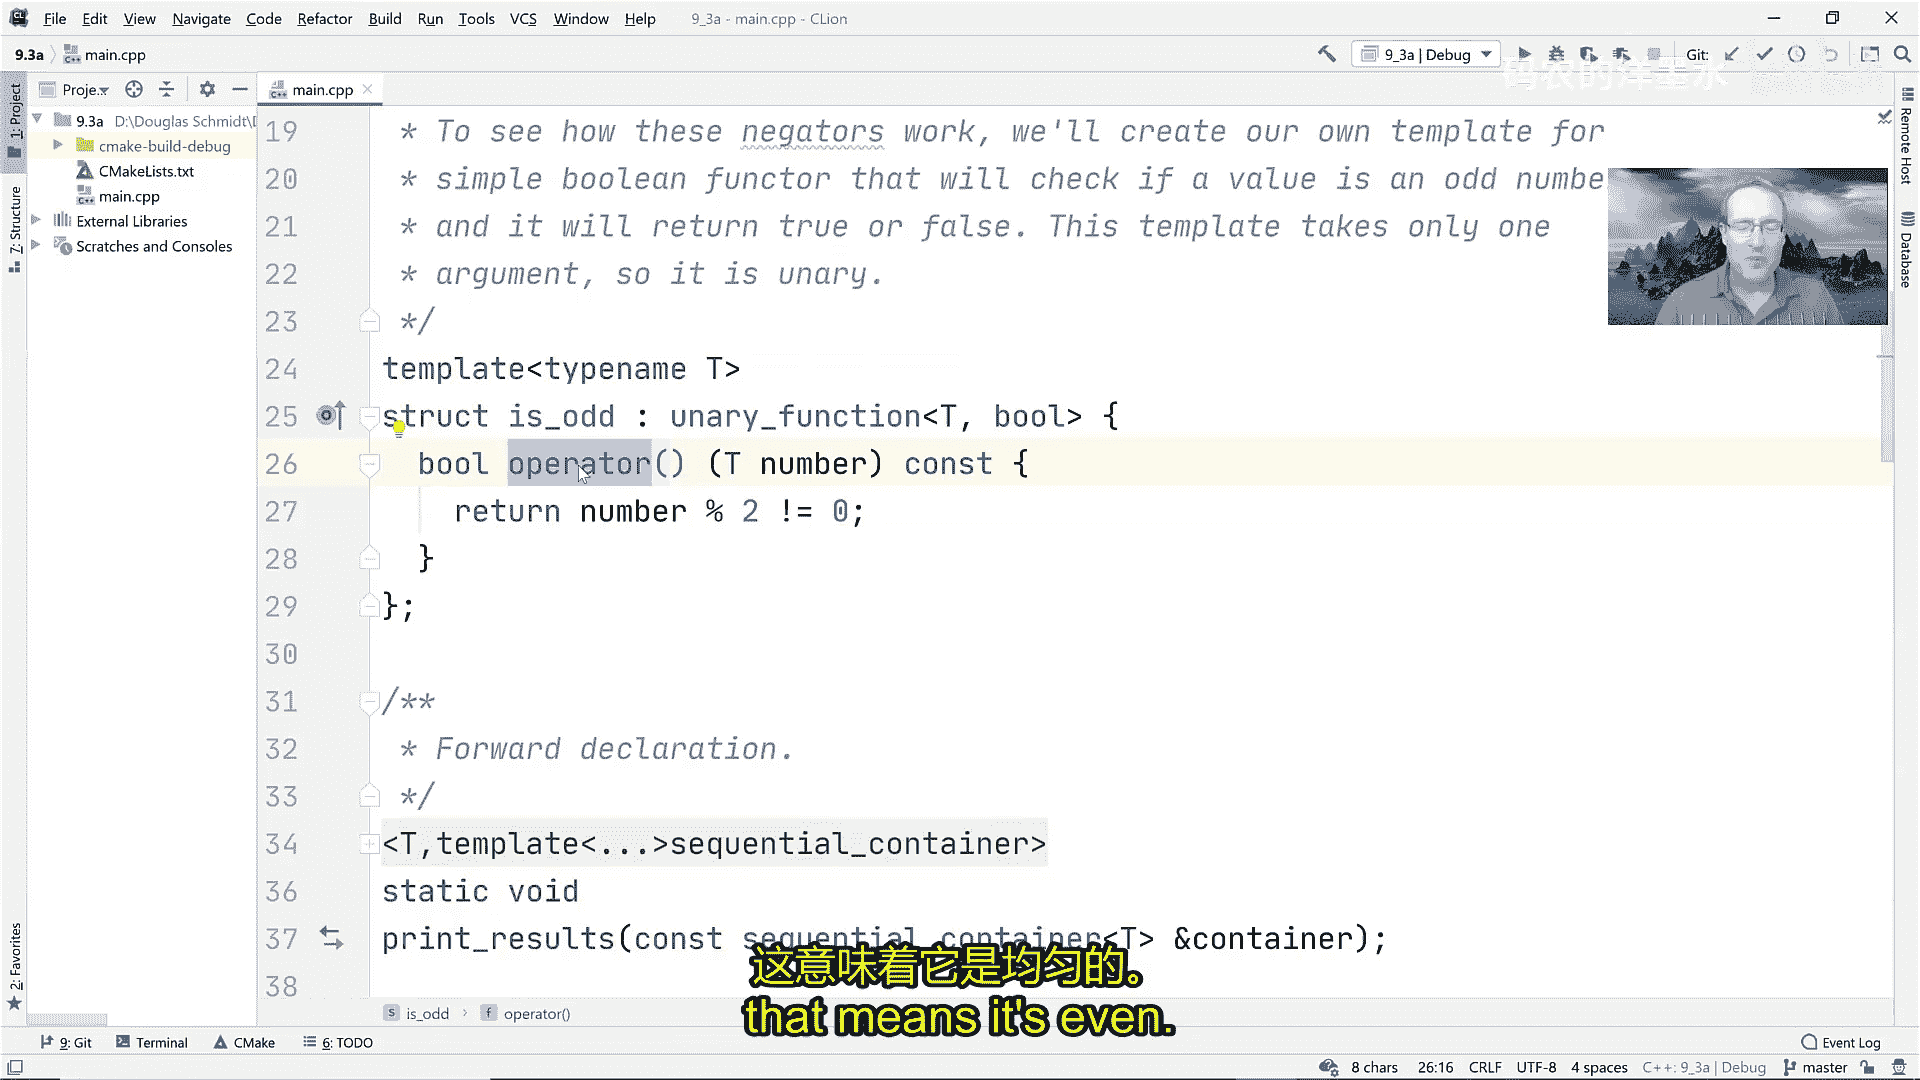 File Edit View Navigate Code Refactor Build Run Tools VCS Window Help 9_3a - main.cpp - CLion
9.3a main.cpp 9_3a | Debug Git:
码农的洋墨水
1: Project
Proje... main.cpp
9.3a D:\Douglas Schmidt\
cmake-build-debug
CMakeLists.txt
main.cpp
External Libraries
Scratches and Consoles
7: Structure
2: Favorites
Remote Host
Database
19 * To see how these negators work, we'll create our own template for
20 * simple boolean functor that will check if a value is an odd numbe
21 * and it will return true or false. This template takes only one
22 * argument, so it is unary.
23 */
24 template<typename T>
25 struct is_odd : unary_function<T, bool> {
26 bool operator() (T number) const {
27 return number % 2 != 0;
28 }
29 };
30
31 /**
32 * Forward declaration.
33 */
34 <T,template<...>sequential_container>
36 static void
37 print_results(const sequential_container<T> &container);
38
这意味着它是均匀的。
that means it's even.
is_odd operator()
9: Git Terminal CMake 6: TODO Event Log
8 chars 26:16 CRLF UTF-8 4 spaces C++: 9_3a | Debug master